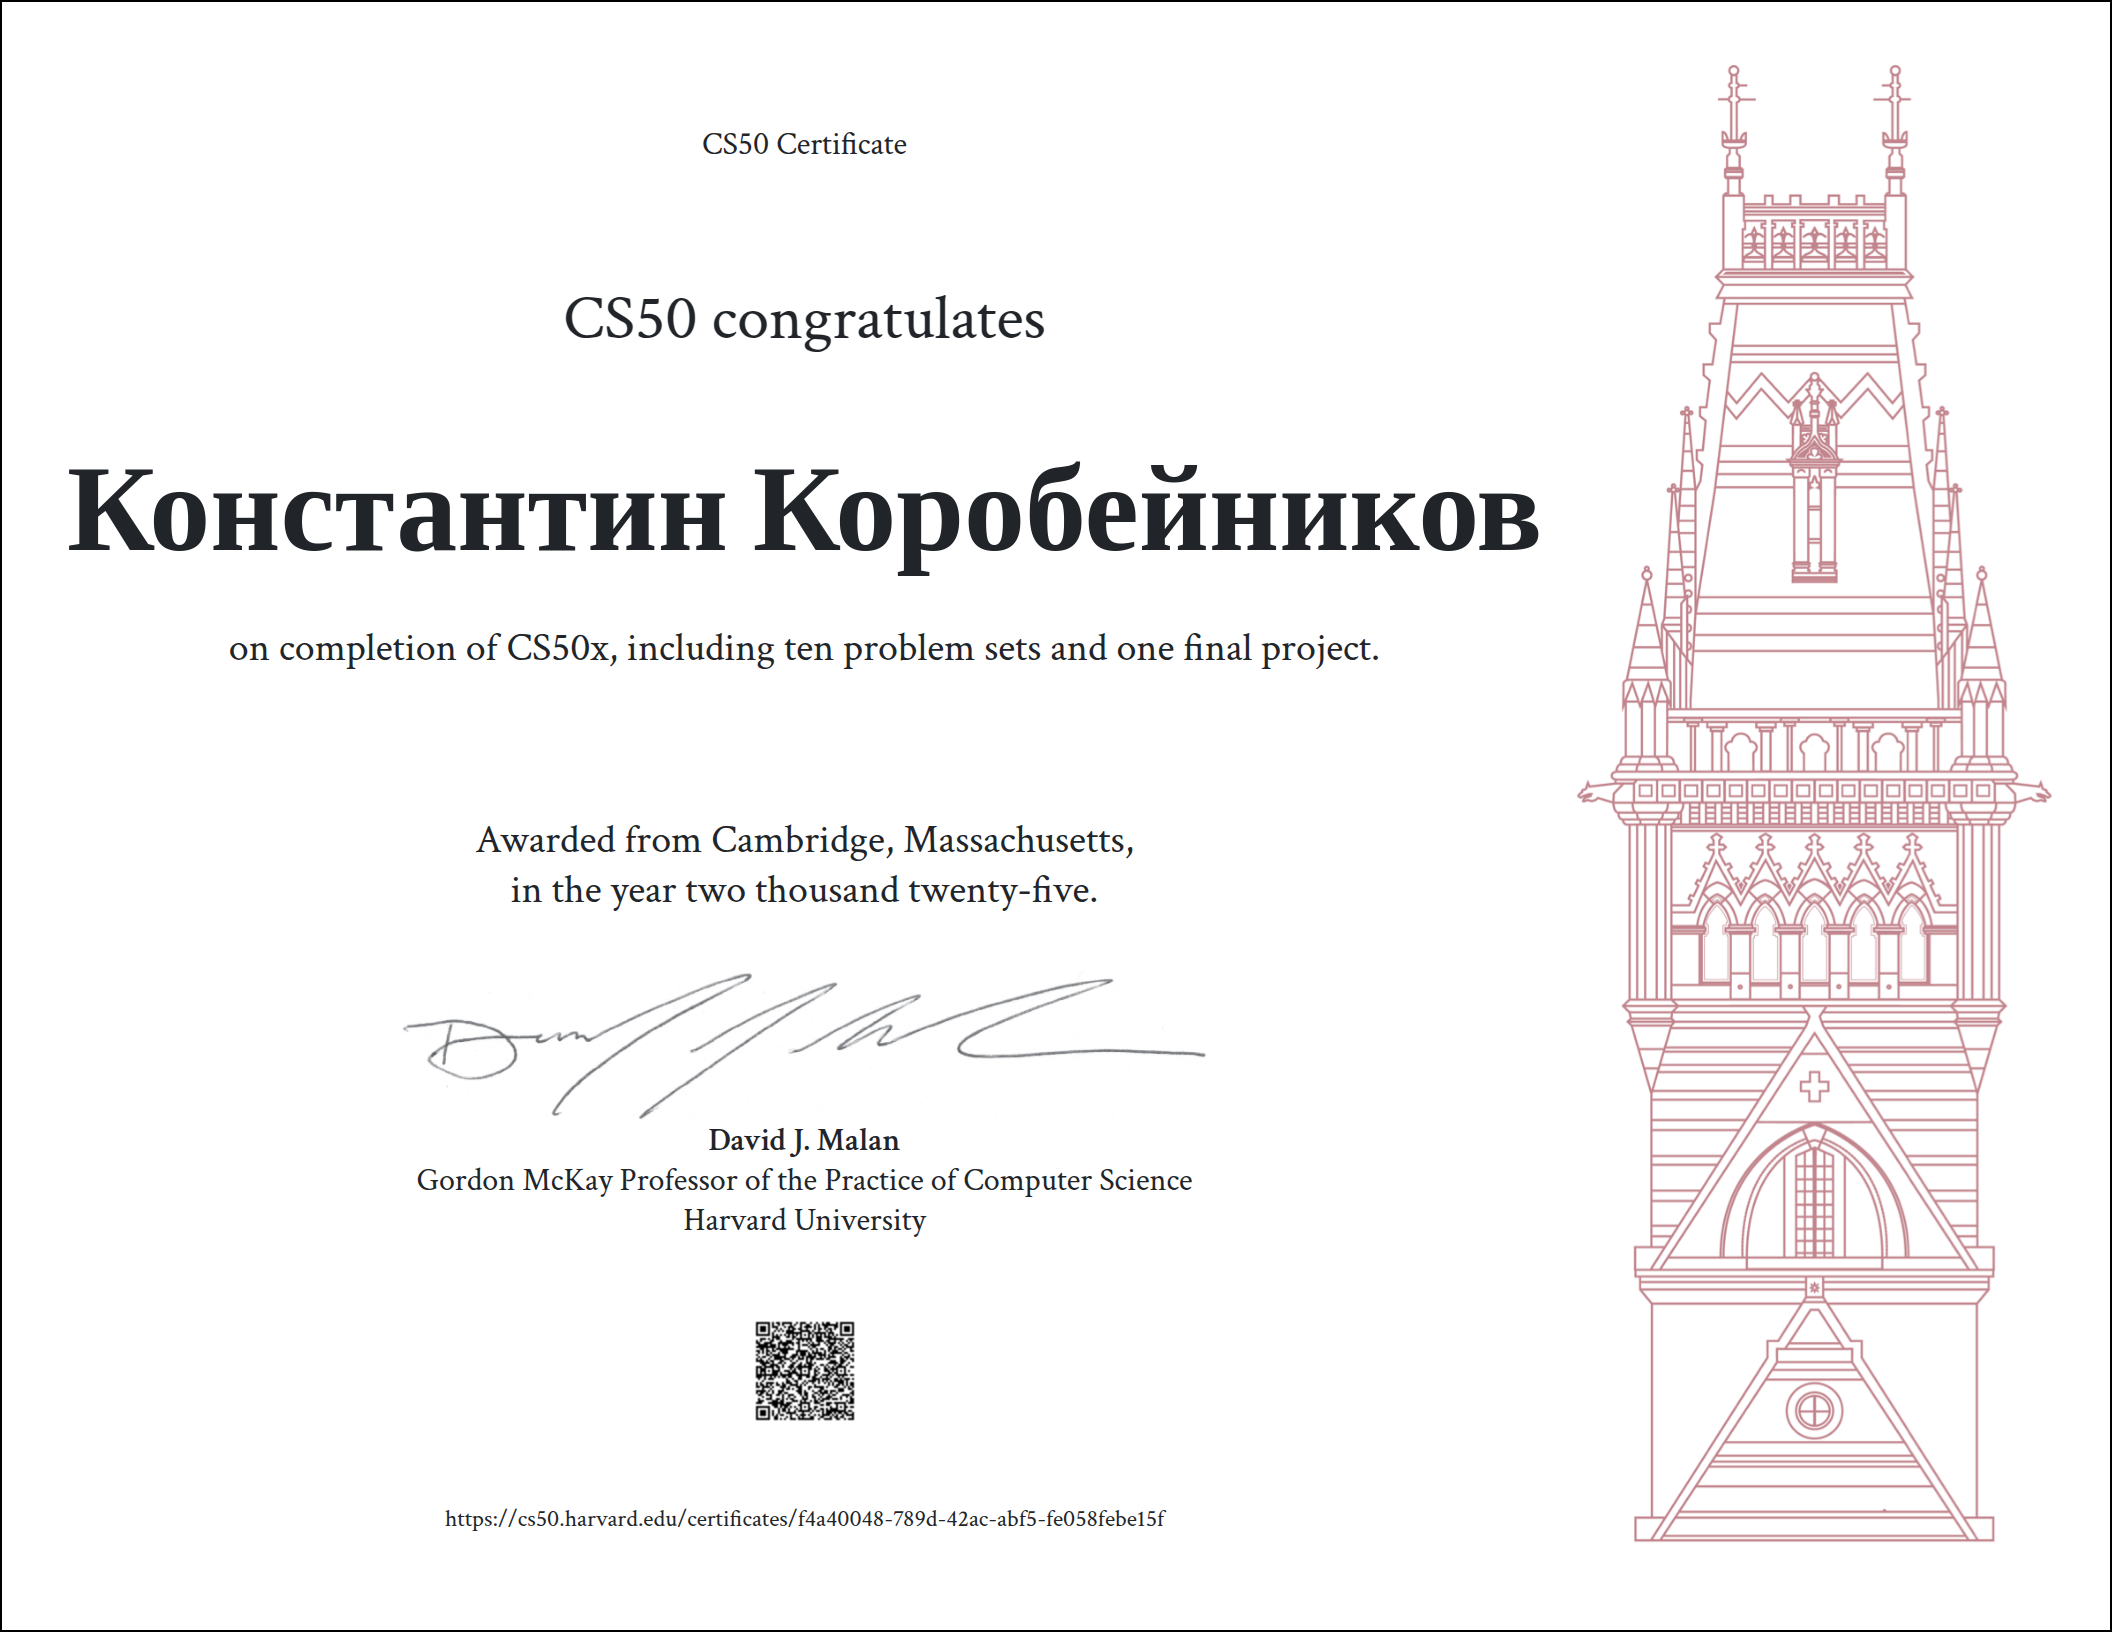 CS50 Certificate
CS50 congratulates
Константин Коробейников
on completion of CS50x, including ten problem sets and one final project.
Awarded from Cambridge, Massachusetts,
in the year two thousand twenty-five.
David J. Malan
Gordon McKay Professor of the Practice of Computer Science
Harvard University
https://cs50.harvard.edu/certificates/f4a40048-789d-42ac-abf5-fe058febe15f